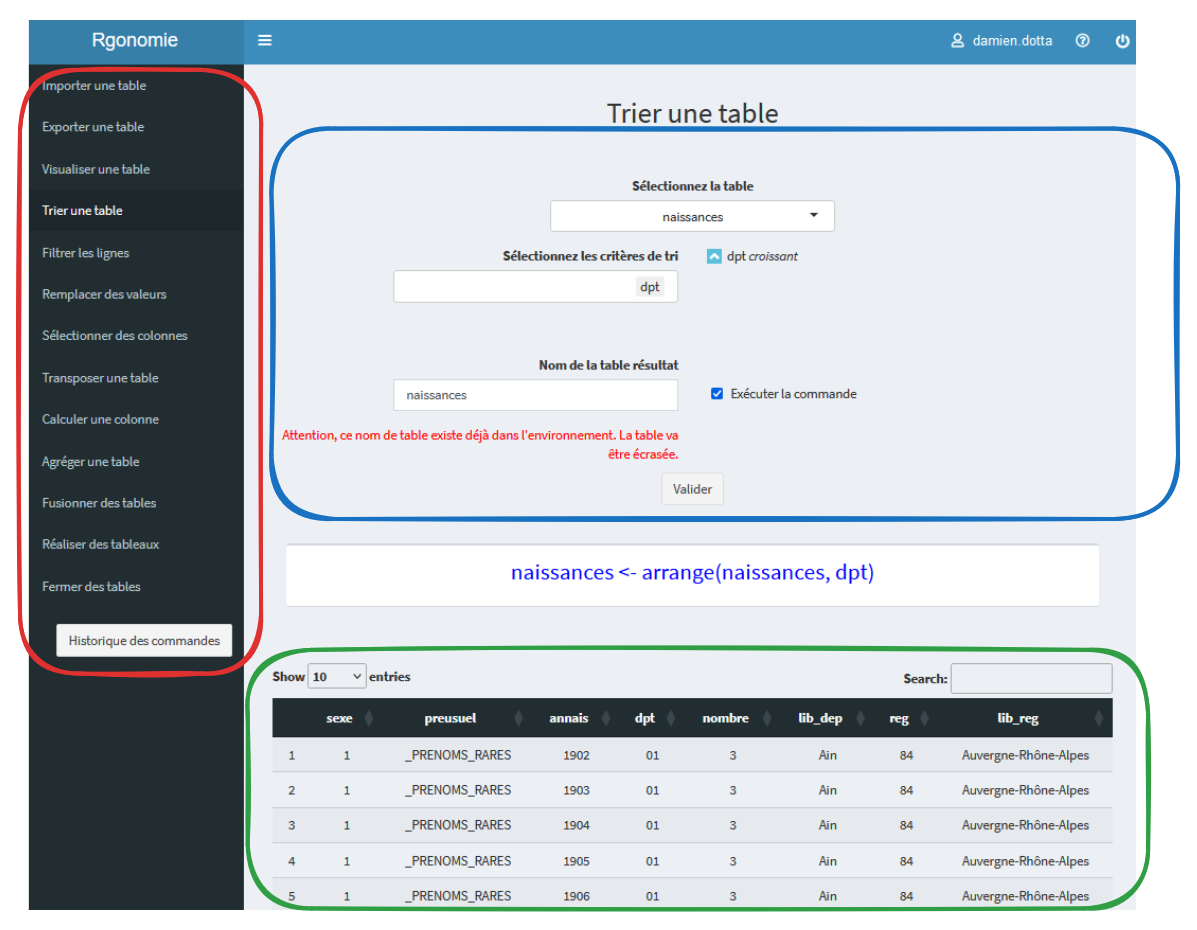 Rgonomie
damien.dotta
Importer une table
Exporter une table
Visualiser une table
Trier une table
Filtrer les lignes
Remplacer des valeurs
Sélectionner des colonnes
Transposer une table
Calculer une colonne
Agréger une table
Fusionner des tables
Réaliser des tableaux
Fermer des tables
Historique des commandes
Trier une table
Sélectionnez la table
naissances
Sélectionnez les critères de tri
dpt croissant
dpt
Nom de la table résultat
naissances
Exécuter la commande
Attention, ce nom de table existe déjà dans l'environnement. La table va
être écrasée.
Valider
naissances <- arrange(naissances, dpt)
Show 10 entries
Search:
sexe preusuel annais dpt nombre lib_dep reg lib_reg
1 1 _PRENOMS_RARES 1902 01 3 Ain 84 Auvergne-Rhône-Alpes
2 1 _PRENOMS_RARES 1903 01 3 Ain 84 Auvergne-Rhône-Alpes
3 1 _PRENOMS_RARES 1904 01 3 Ain 84 Auvergne-Rhône-Alpes
4 1 _PRENOMS_RARES 1905 01 3 Ain 84 Auvergne-Rhône-Alpes
5 1 _PRENOMS_RARES 1906 01 3 Ain 84 Auvergne-Rhône-Alpes